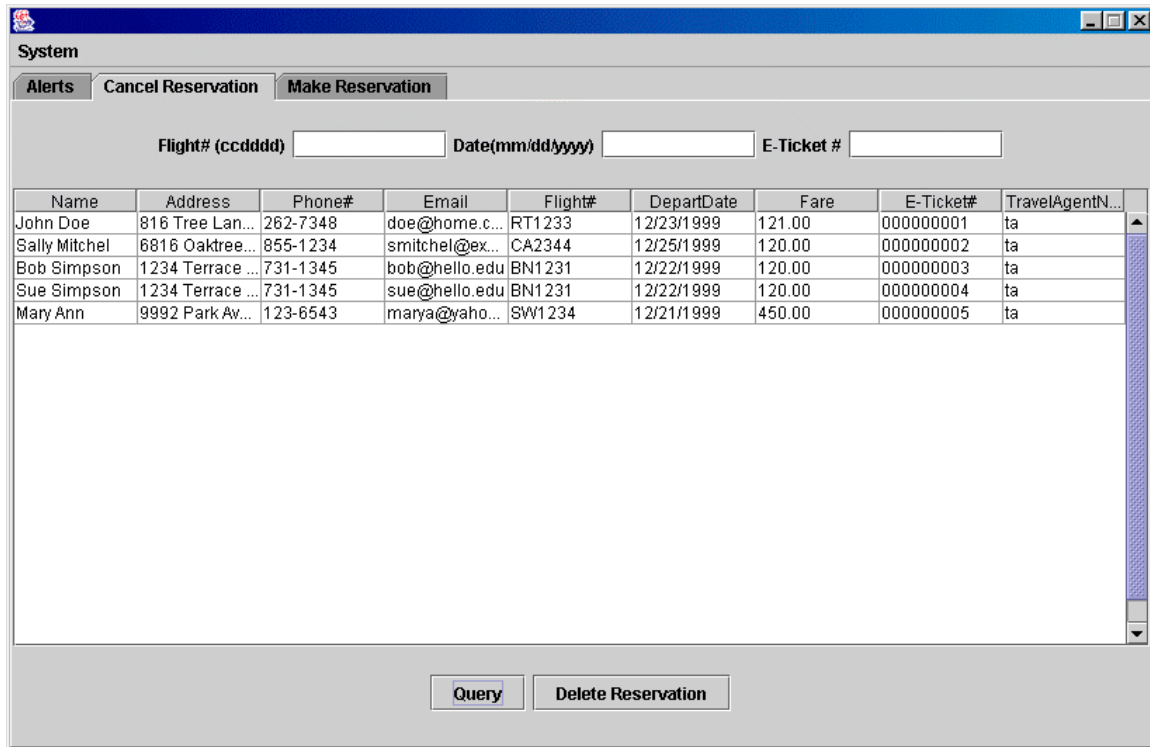 System
Alerts Cancel Reservation Make Reservation
Flight# (ccdddd) Date(mm/dd/yyyy) E-Ticket #
Name Address Phone# Email Flight# DepartDate Fare E-Ticket# TravelAgentN...
John Doe 816 Tree Lan... 262-7348 doe@home.c... RT1233 12/23/1999 121.00 000000001 ta
Sally Mitchel 6816 Oaktree... 855-1234 smitchel@ex... CA2344 12/25/1999 120.00 000000002 ta
Bob Simpson 1234 Terrace ... 731-1345 bob@hello.edu BN1231 12/22/1999 120.00 000000003 ta
Sue Simpson 1234 Terrace ... 731-1345 sue@hello.edu BN1231 12/22/1999 120.00 000000004 ta
Mary Ann 9992 Park Av... 123-6543 marya@yaho... SW1234 12/21/1999 450.00 000000005 ta
Query Delete Reservation